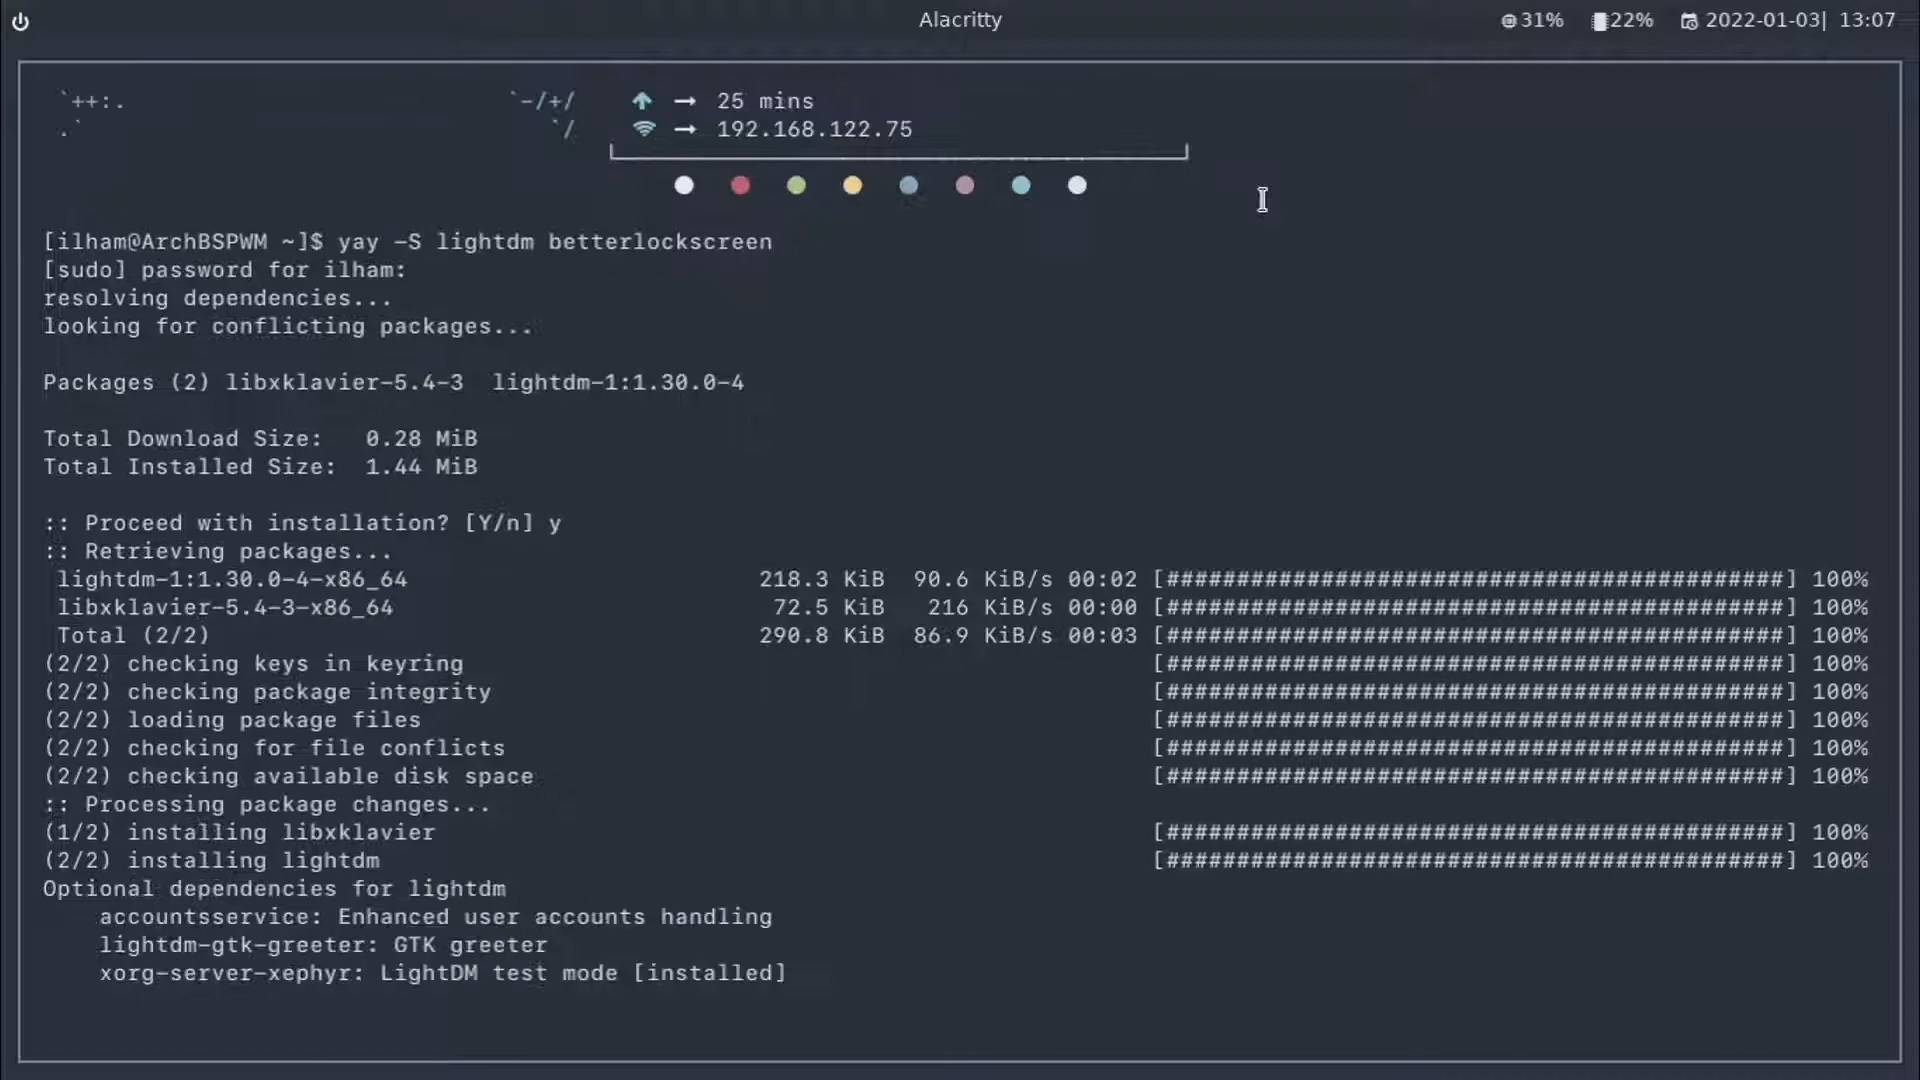 Alacritty
31% 22% 2022-01-03| 13:07
`++:. `-/+/ → 25 mins
.` `/ → 192.168.122.75
[ilham@ArchBSPWM ~]$ yay -S lightdm betterlockscreen
[sudo] password for ilham:
resolving dependencies...
looking for conflicting packages...
Packages (2) libxklavier-5.4-3  lightdm-1:1.30.0-4
Total Download Size:   0.28 MiB
Total Installed Size:  1.44 MiB
:: Proceed with installation? [Y/n] y
:: Retrieving packages...
lightdm-1:1.30.0-4-x86_64 218.3 KiB  90.6 KiB/s 00:02 [############################################] 100%
libxklavier-5.4-3-x86_64 72.5 KiB   216 KiB/s 00:00 [############################################] 100%
Total (2/2) 290.8 KiB  86.9 KiB/s 00:03 [############################################] 100%
(2/2) checking keys in keyring [############################################] 100%
(2/2) checking package integrity [############################################] 100%
(2/2) loading package files [############################################] 100%
(2/2) checking for file conflicts [############################################] 100%
(2/2) checking available disk space [############################################] 100%
:: Processing package changes...
(1/2) installing libxklavier [############################################] 100%
(2/2) installing lightdm [############################################] 100%
Optional dependencies for lightdm
accountsservice: Enhanced user accounts handling
lightdm-gtk-greeter: GTK greeter
xorg-server-xephyr: LightDM test mode [installed]